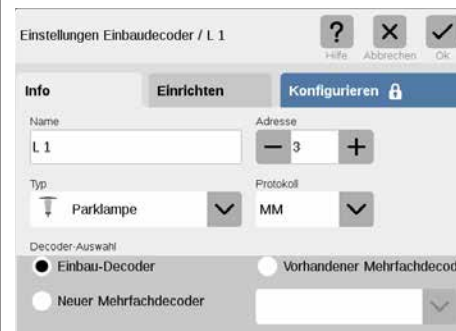 Einstellungen Einbaudecoder / L 1
? X ✓
Hilfe Abbrechen Ok
Info Einrichten Konfigurieren
Name Adresse
L 1 − 3 +
Typ Protokoll
Parklampe MM
Decoder-Auswahl
Einbau-Decoder Vorhandener Mehrfachdecod
Neuer Mehrfachdecoder